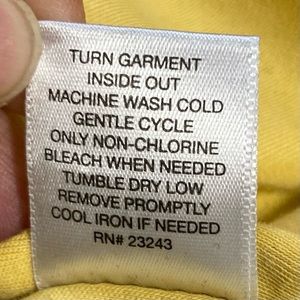 TURN GARMENT
INSIDE OUT
MACHINE WASH COLD
GENTLE CYCLE
ONLY NON-CHLORINE
BLEACH WHEN NEEDED
TUMBLE DRY LOW
REMOVE PROMPTLY
COOL IRON IF NEEDED
RN# 23243